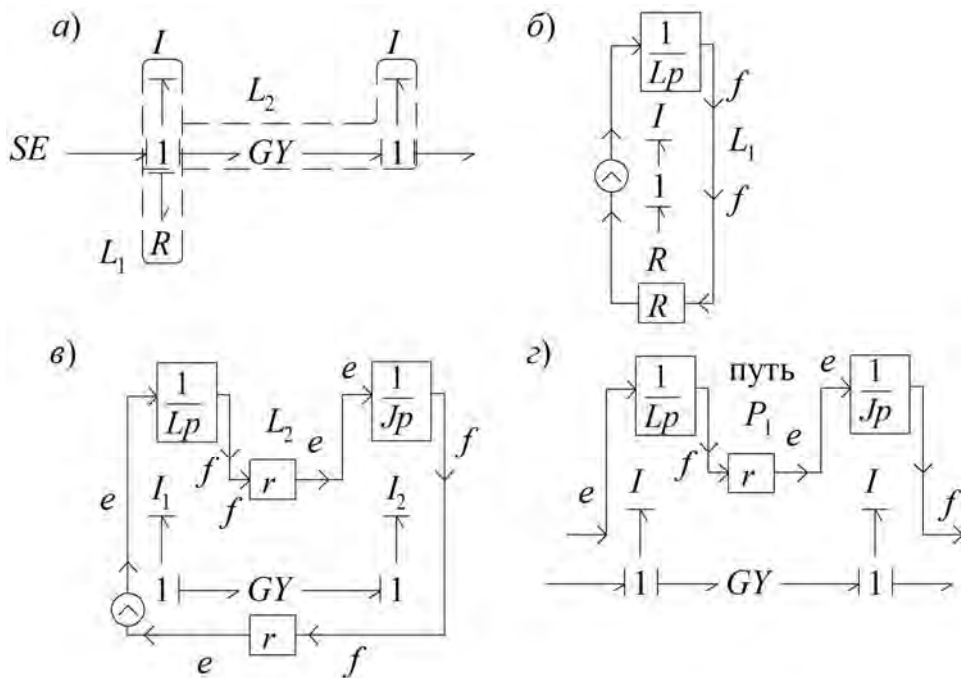 а)
I
I
L₂
SE
1
GY
1
L₁
R
б)
1
Lp
f
I
L₁
1
f
R
R
в)
1
Lp
e
1
Jp
L₂
e
f
f
r
e
I₁
f
I₂
1
GY
1
r
e
f
г)
1
Lp
путь
P₁
e
1
Jp
e
f
r
e
I
I
f
1
GY
1